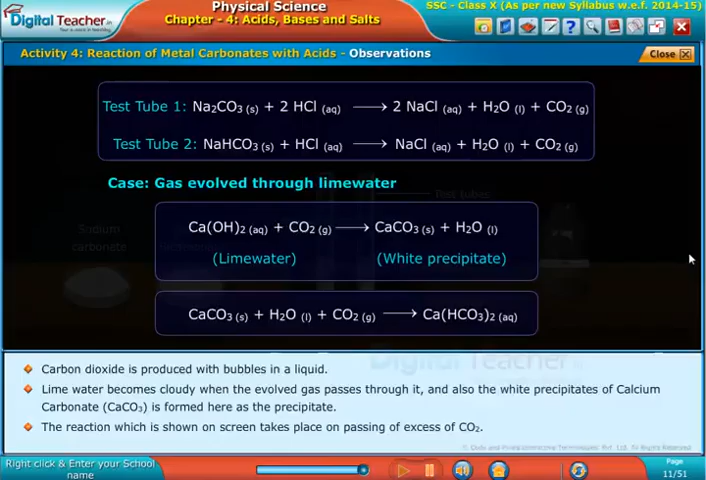 Digital Teacher
Physical Science
Chapter - 4: Acids, Bases and Salts
SSC - Class X (As per new Syllabus w.e.f. 2014-15)
Activity 4: Reaction of Metal Carbonates with Acids - Observations
Close
Test Tube 1: Na₂CO₃ (s) + 2 HCl (aq) ⟶ 2 NaCl (aq) + H₂O (l) + CO₂ (g)
Test Tube 2: NaHCO₃ (s) + HCl (aq) ⟶ NaCl (aq) + H₂O (l) + CO₂ (g)
Case: Gas evolved through limewater
Test tubes
Sodium
carbonate
Ca(OH)₂ (aq) + CO₂ (g) ⟶ CaCO₃ (s) + H₂O (l)
(Limewater) (White precipitate)
CaCO₃ (s) + H₂O (l) + CO₂ (g) ⟶ Ca(HCO₃)₂ (aq)
Carbon dioxide is produced with bubbles in a liquid.
Lime water becomes cloudy when the evolved gas passes through it, and also the white precipitates of Calcium
Carbonate (CaCO₃) is formed here as the precipitate.
The reaction which is shown on screen takes place on passing of excess of CO₂.
Right click & Enter your School
name
Page
11/51